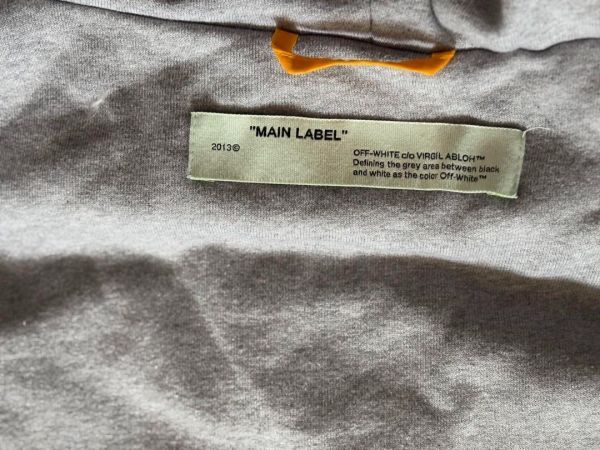 "MAIN LABEL"
2013©
OFF-WHITE c/o VIRGIL ABLOH™
Defining the grey area between black
and white as the color Off-White™